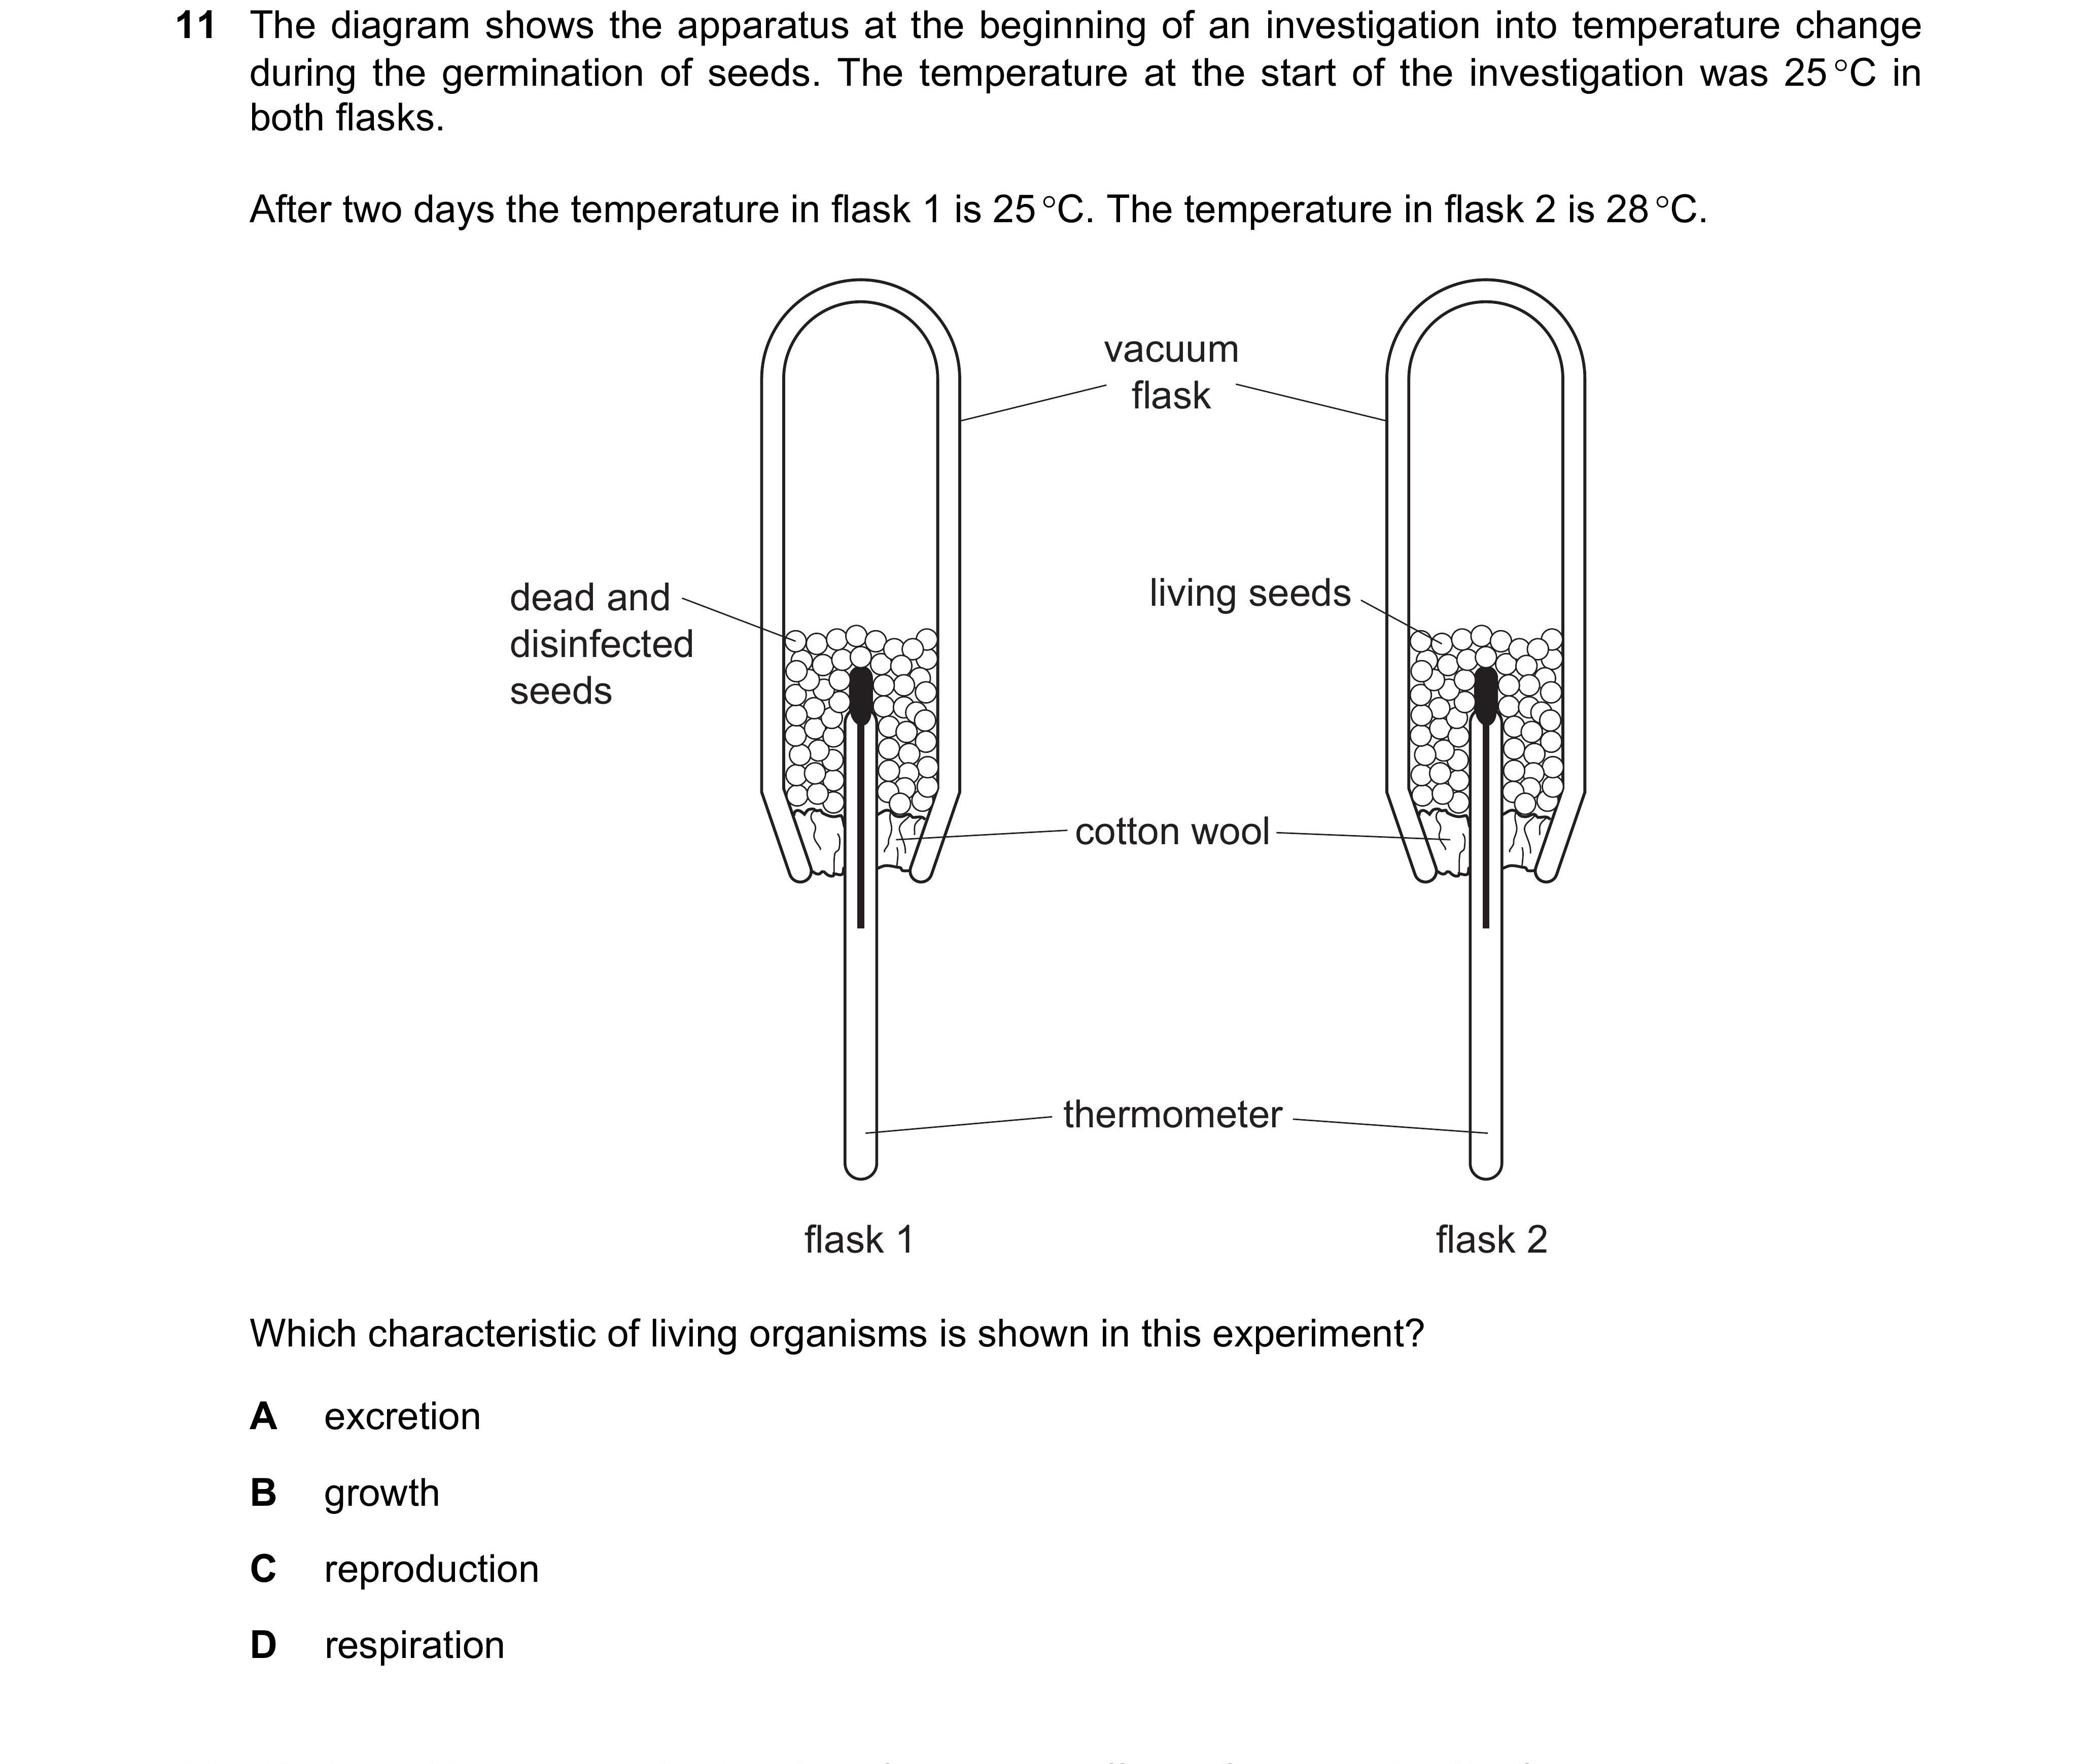 11 The diagram shows the apparatus at the beginning of an investigation into temperature change
during the germination of seeds. The temperature at the start of the investigation was 25 °C in
both flasks.
After two days the temperature in flask 1 is 25 °C. The temperature in flask 2 is 28 °C.
vacuum
flask
dead and
disinfected
seeds
living seeds
cotton wool
thermometer
flask 1
flask 2
Which characteristic of living organisms is shown in this experiment?
A excretion
B growth
C reproduction
D respiration